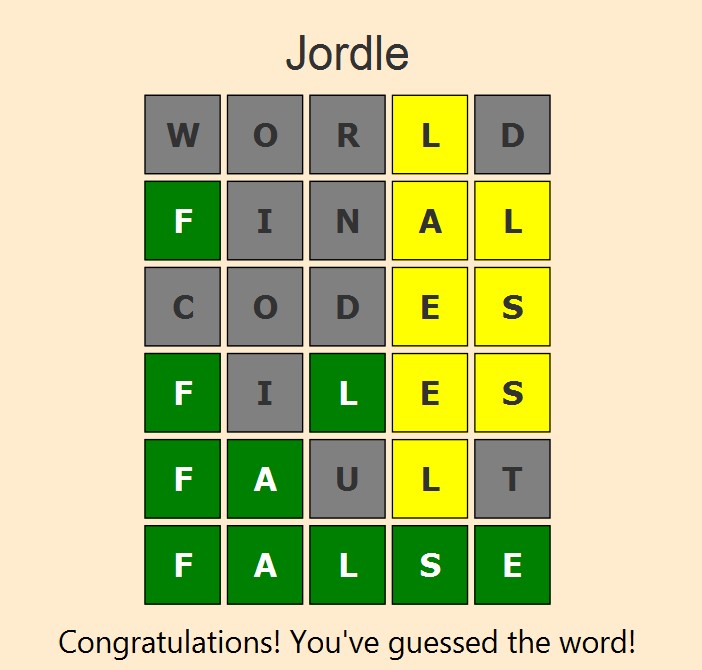 Jordle
W O R L D
F I N A L
C O D E S
F I L E S
F A U L T
F A L S E
Congratulations! You've guessed the word!